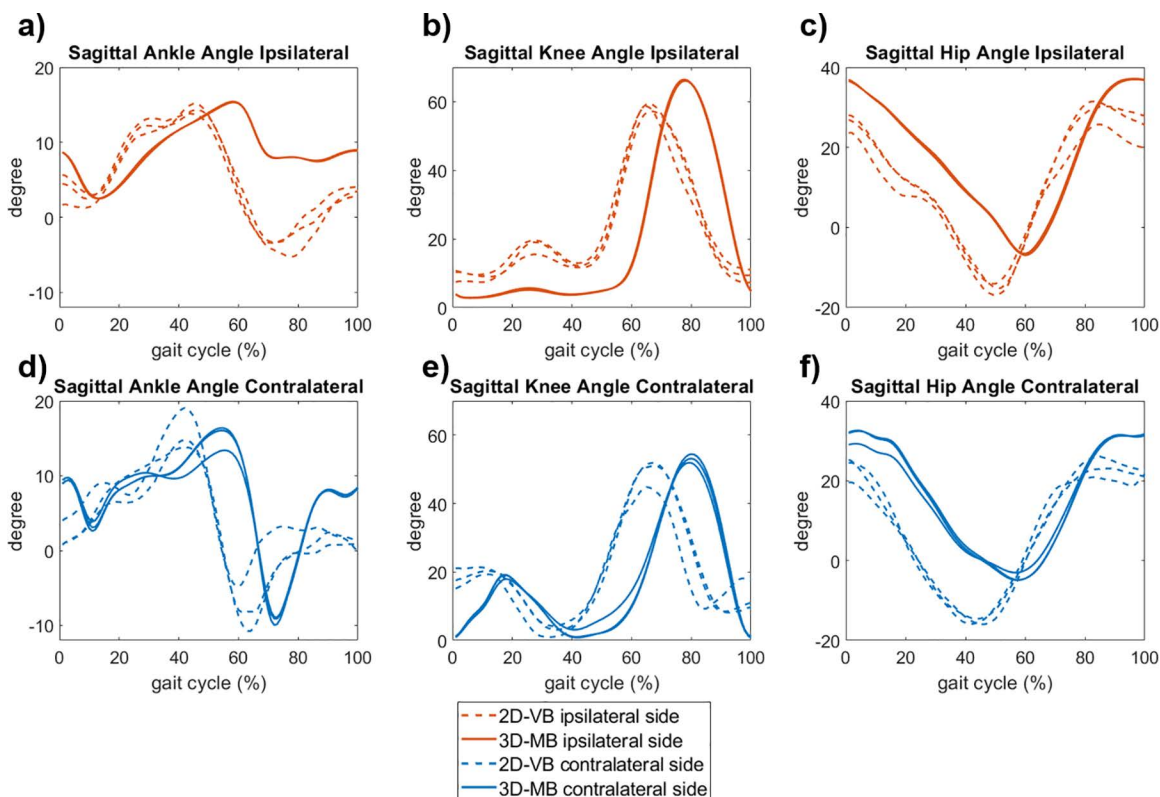 a)
Sagittal Ankle Angle Ipsilateral
20
10
0
-10
degree
0 20 40 60 80 100
gait cycle (%)
b)
Sagittal Knee Angle Ipsilateral
60
40
20
0
degree
0 20 40 60 80 100
gait cycle (%)
c)
Sagittal Hip Angle Ipsilateral
40
20
0
-20
degree
0 20 40 60 80 100
gait cycle (%)
d)
Sagittal Ankle Angle Contralateral
20
10
0
-10
degree
0 20 40 60 80 100
gait cycle (%)
e)
Sagittal Knee Angle Contralateral
60
40
20
0
degree
0 20 40 60 80 100
gait cycle (%)
f)
Sagittal Hip Angle Contralateral
40
20
0
-20
degree
0 20 40 60 80 100
gait cycle (%)
2D-VB ipsilateral side
3D-MB ipsilateral side
2D-VB contralateral side
3D-MB contralateral side